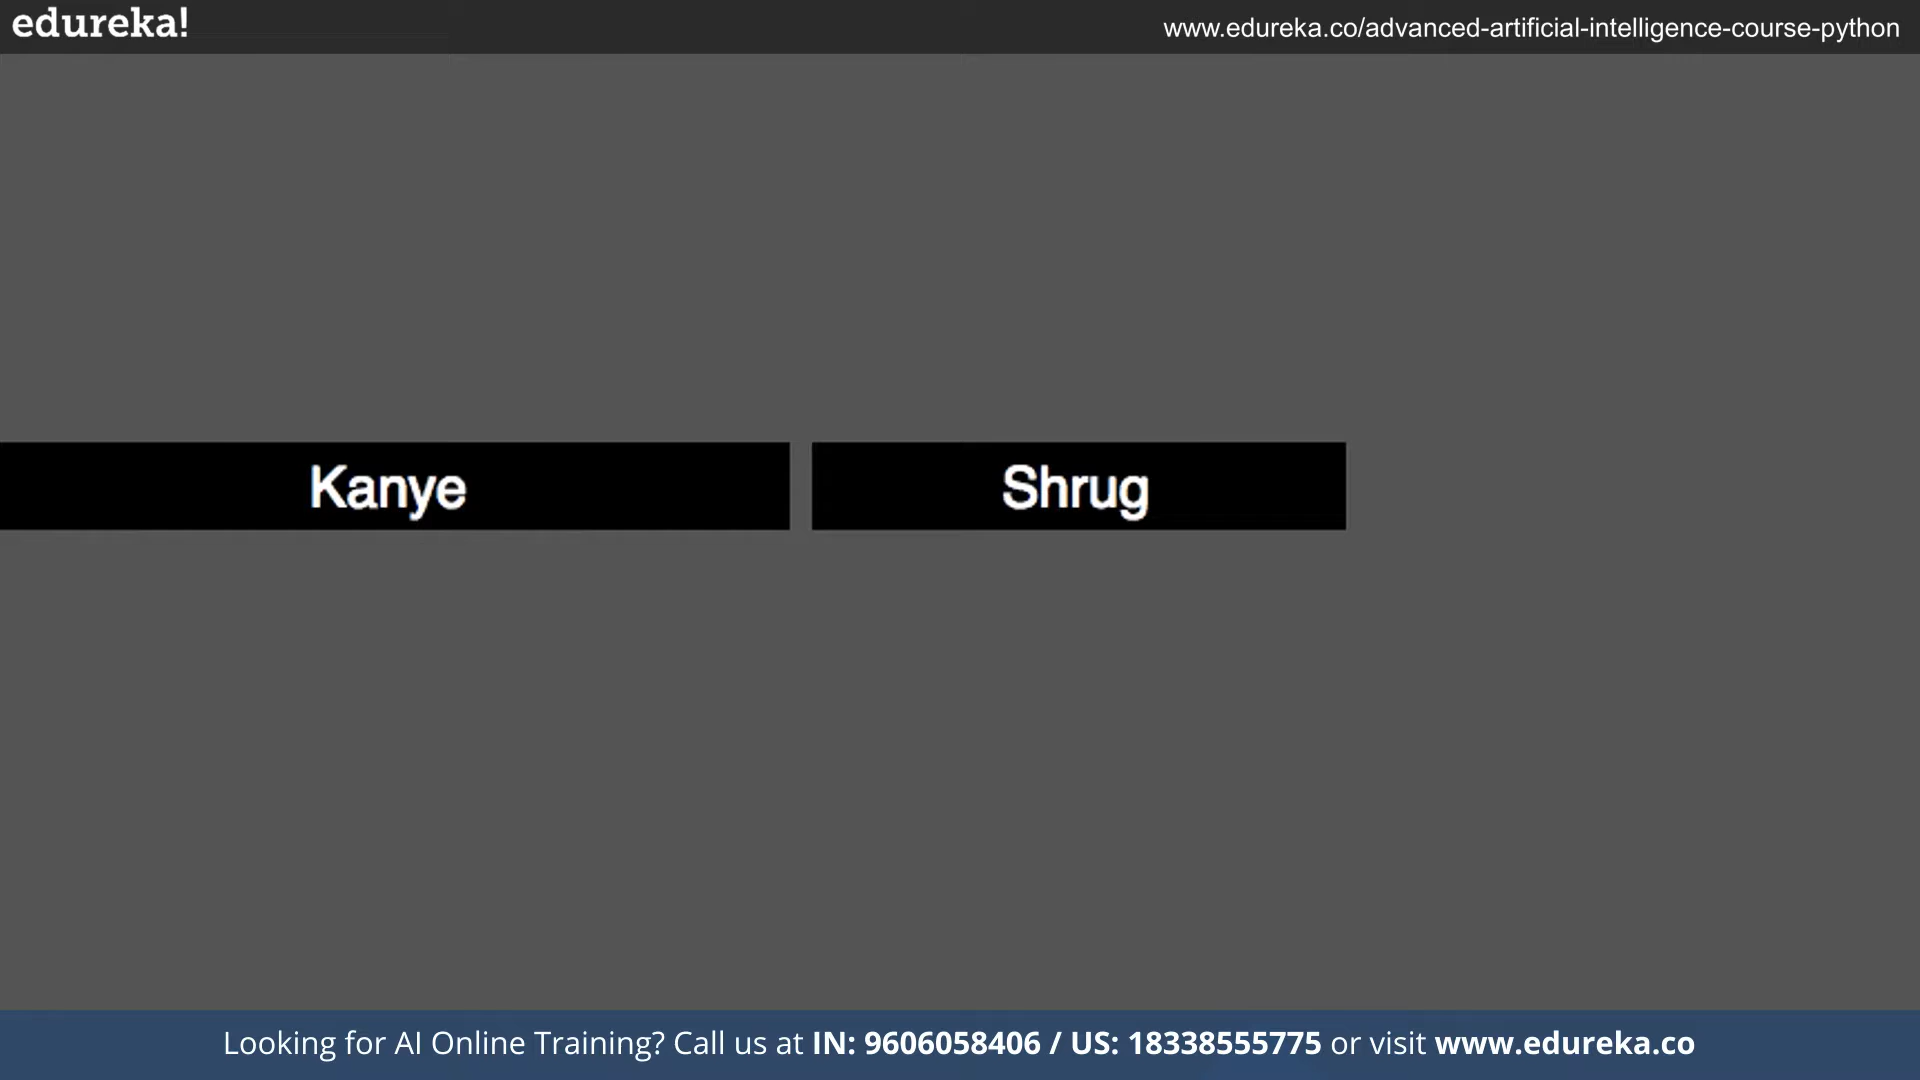 edureka!
www.edureka.co/advanced-artificial-intelligence-course-python
Kanye
Shrug
Looking for AI Online Training? Call us at IN: 9606058406 / US: 18338555775 or visit www.edureka.co